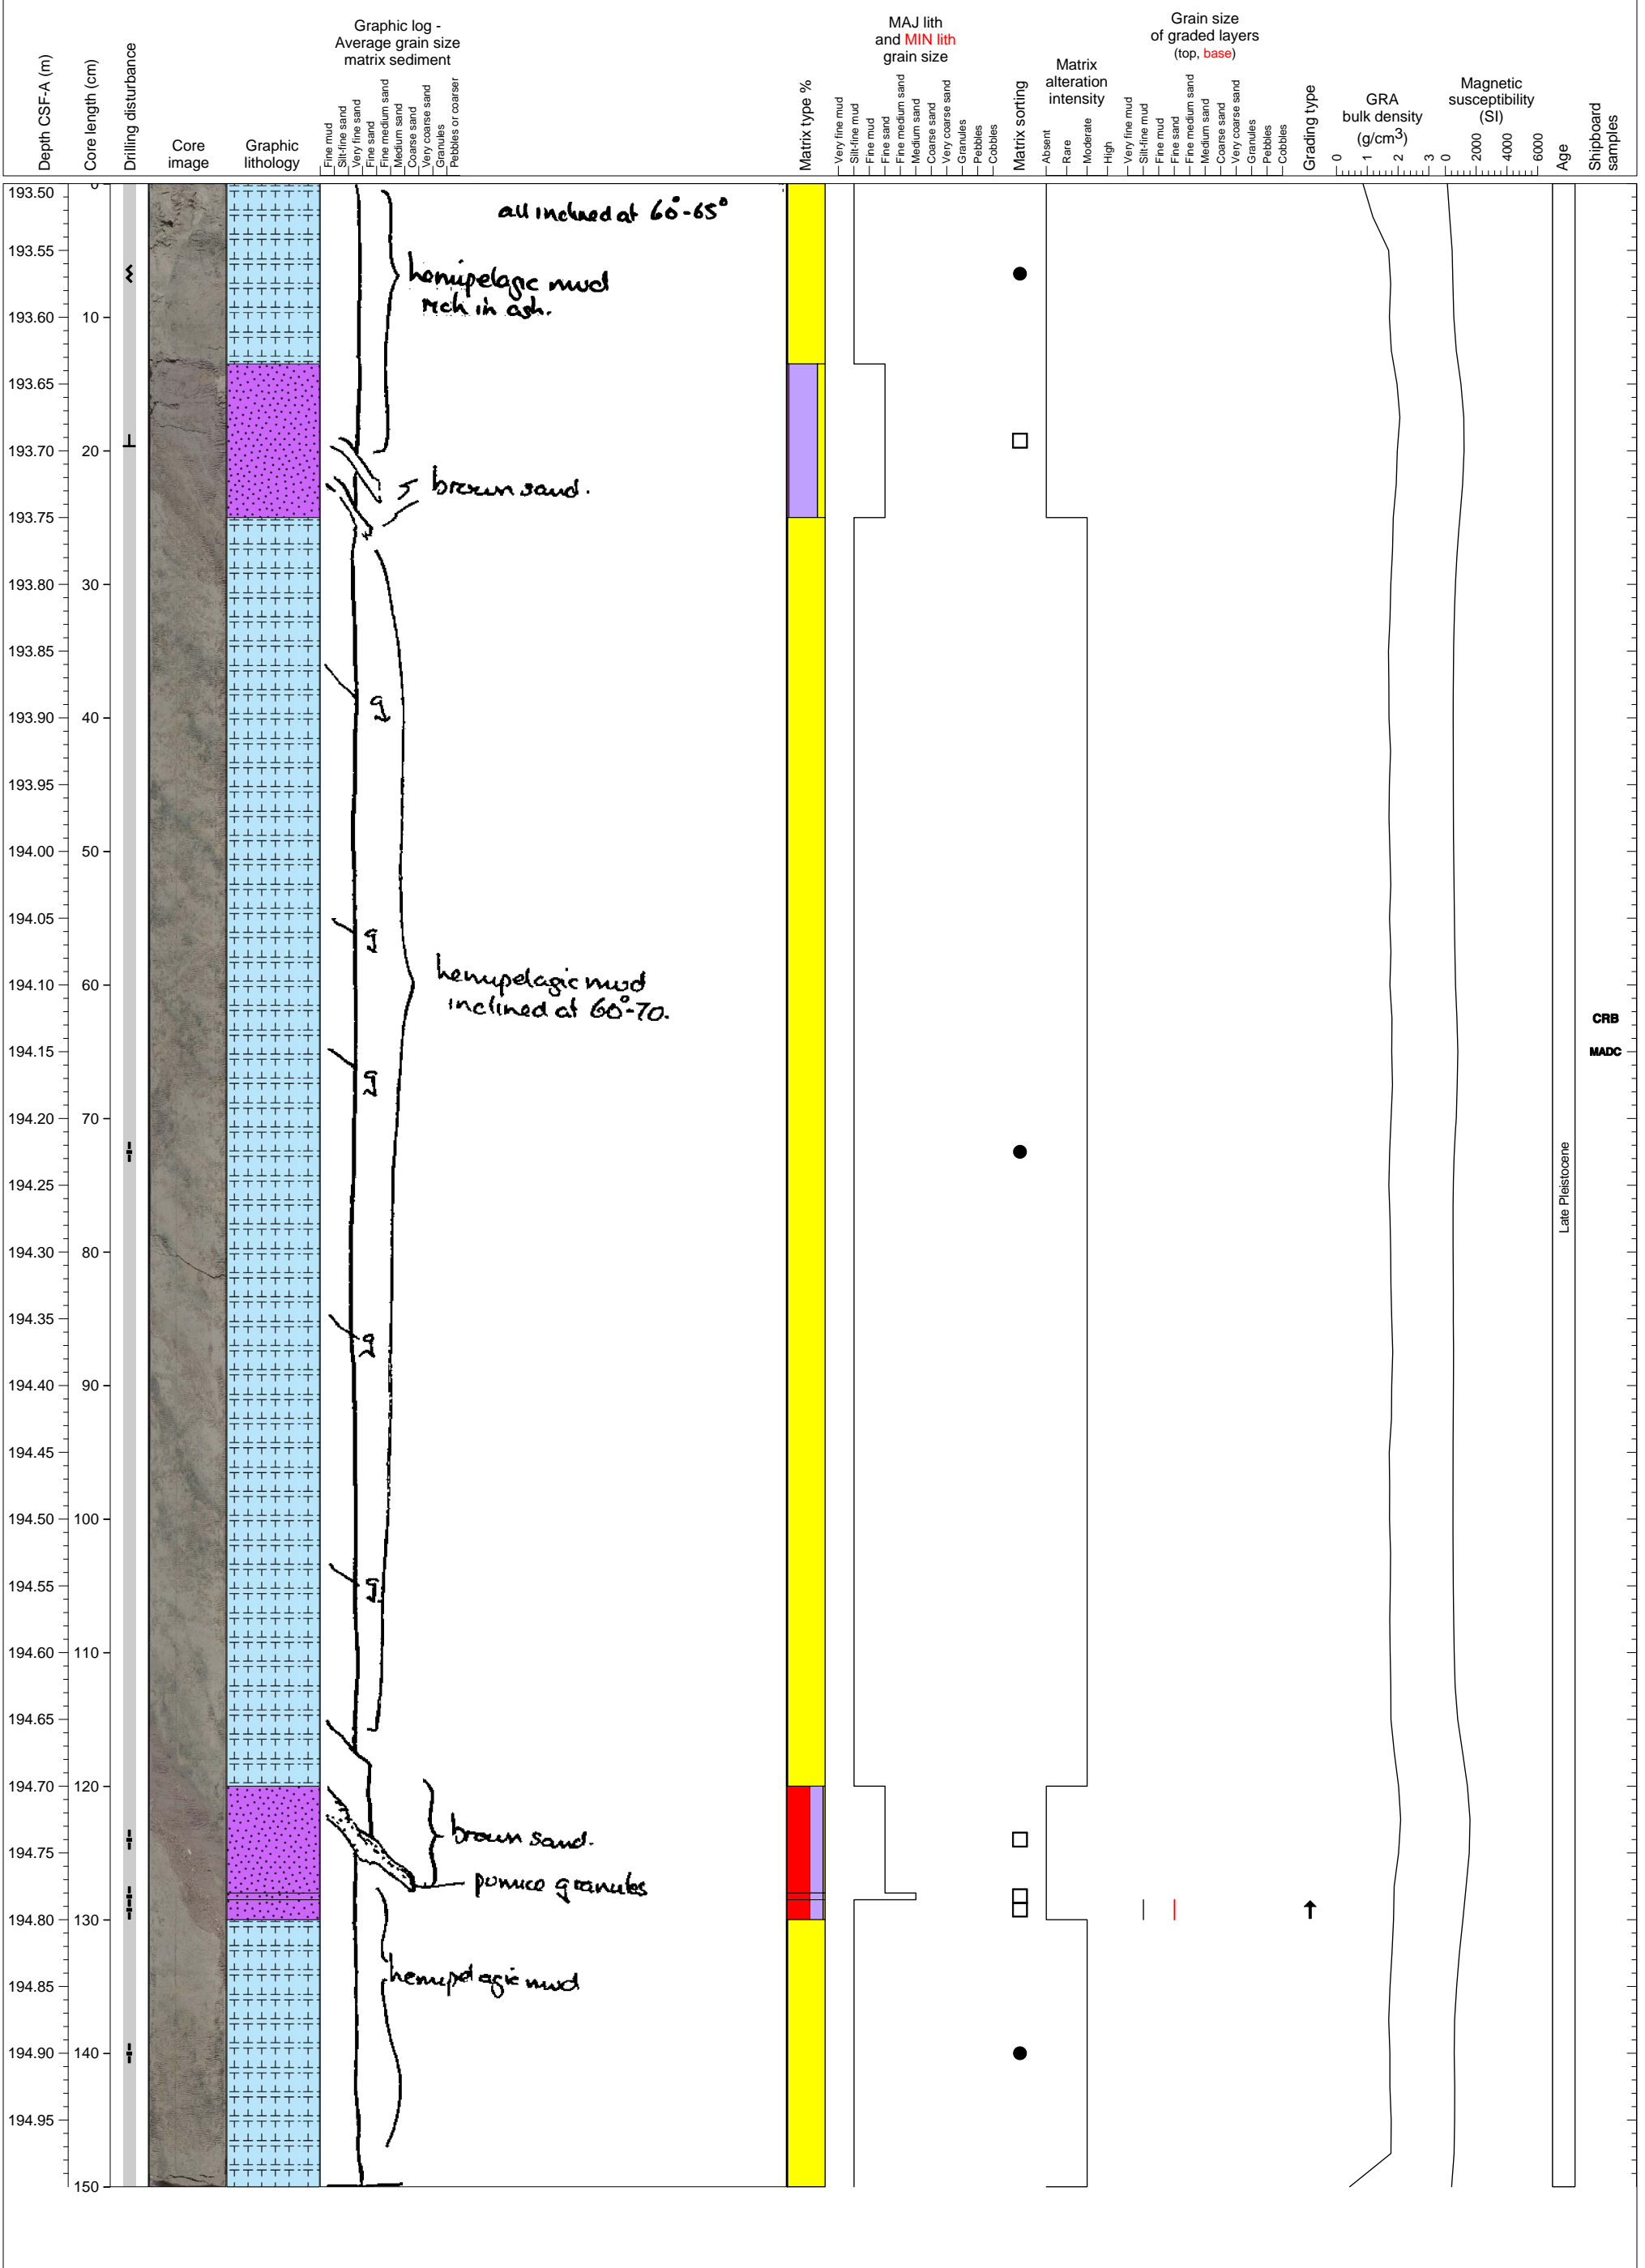 Graphic log -
Average grain size
matrix sediment
MAJ lith
and MIN lith
grain size
Grain size
of graded layers
(top, base)
Matrix
alteration
intensity
GRA
bulk density
(g/cm3)
Magnetic
susceptibility
(SI)
Depth CSF-A (m)
Core length (cm)
Drilling disturbance
Core
image
Graphic
lithology
Fine mud
Silt-fine sand
Very fine sand
Fine sand
Fine medium sand
Medium sand
Coarse sand
Very coarse sand
Granules
Pebbles or coarser
Matrix type %
Very fine mud
Silt-fine mud
Fine mud
Fine sand
Fine medium sand
Medium sand
Coarse sand
Very coarse sand
Granules
Pebbles
Cobbles
Matrix sorting
Absent
Rare
Moderate
High
Very fine mud
Silt-fine mud
Fine mud
Fine sand
Fine medium sand
Medium sand
Coarse sand
Very coarse sand
Granules
Pebbles
Cobbles
Grading type
0 1 2 3
0 2000 4000 6000
Age
Shipboard
samples
193.50 0
193.55
193.60 10
193.65
193.70 20
193.75
193.80 30
193.85
193.90 40
193.95
194.00 50
194.05
194.10 60
194.15
194.20 70
194.25
194.30 80
194.35
194.40 90
194.45
194.50 100
194.55
194.60 110
194.65
194.70 120
194.75
194.80 130
194.85
194.90 140
194.95
150
all inclined at 60°-65°
hemipelagic mud
rich in ash.
brown sand.
hemipelagic mud
inclined at 60°-70.
brown sand.
pumice granules
hemipelagic mud
CRB
MADC
Late Pleistocene